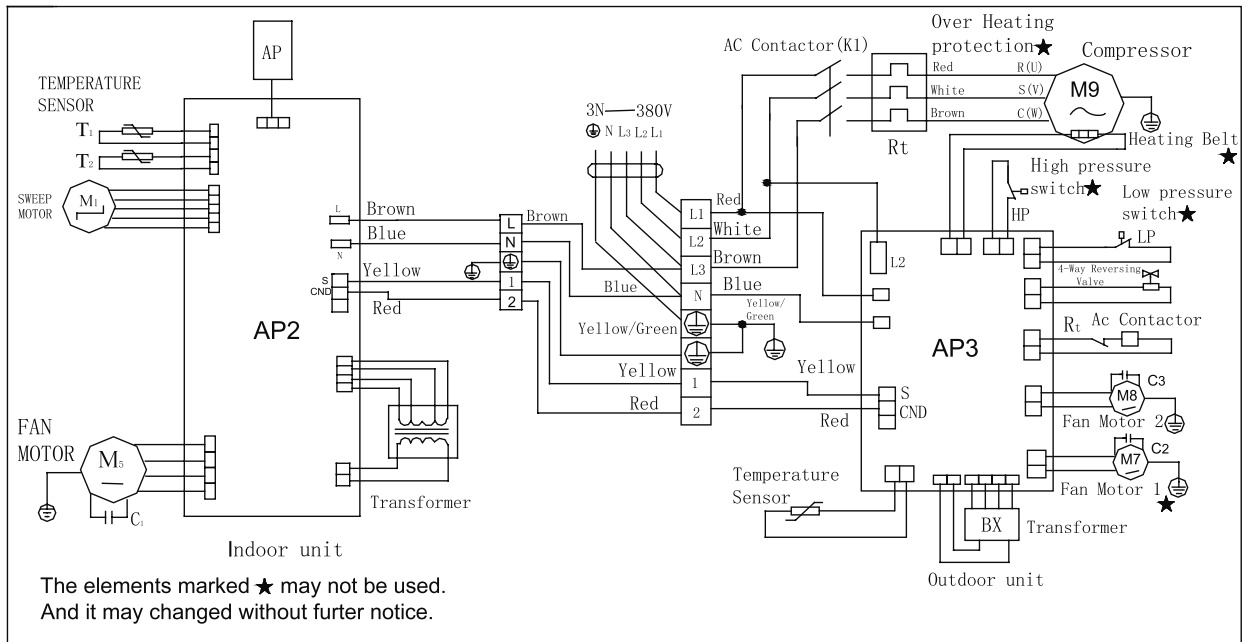 AP
TEMPERATURE
SENSOR
T1
T2
SWEEP
MOTOR
M1
L
N
S
CND
AP2
Brown
Blue
Yellow
Red
FAN
MOTOR
M5
C1
Transformer
Indoor unit
3N—380V
N L3 L2 L1
L
N
1
2
Brown
Blue
Yellow/Green
Yellow
Red
L1
L2
L3
N
1
2
Red
White
Brown
Blue
Yellow/
Green
Yellow
Red
AC Contactor(K1)
Over Heating
protection★
Compressor
Red R(U)
White S(V)
Brown C(W)
M9
Rt
Heating Belt
★
High pressure
switch★
HP
Low pressure
switch★
LP
L2
4-Way Reversing
Valve
Rt Ac Contactor
AP3
M8
C3
Fan Motor 2
S
CND
M7
C2
Fan Motor 1
★
Temperature
Sensor
BX
Transformer
Outdoor unit
The elements marked ★ may not be used.
And it may changed without furter notice.